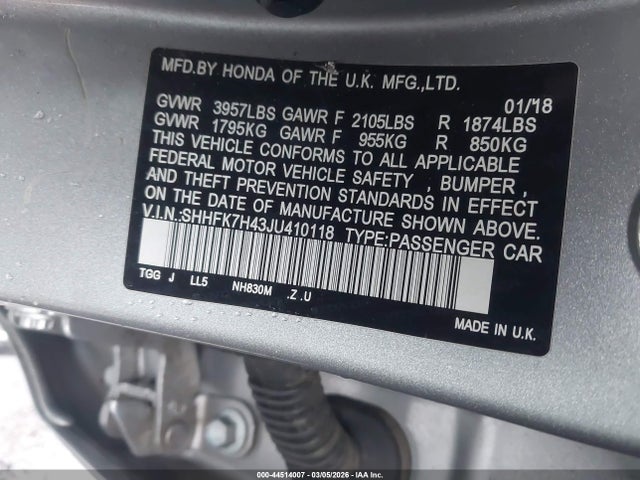 MFD.BY HONDA OF THE U.K. MFG.,LTD.
01/18
GVWR 3957LBS GAWR F 2105LBS R 1874LBS
GVWR 1795KG GAWR F 955KG R 850KG
THIS VEHICLE CONFORMS TO ALL APPLICABLE
FEDERAL MOTOR VEHICLE SAFETY , BUMPER ,
AND THEFT PREVENTION STANDARDS IN EFFECT
ON THE DATE OF MANUFACTURE SHOWN ABOVE.
V.I.N.:SHHFK7H43JU410118 TYPE:PASSENGER CAR
TGG J LL5 NH830M .Z .U
MADE IN U.K.
000-44514007 — 03/05/2026 — IAAI Inc.